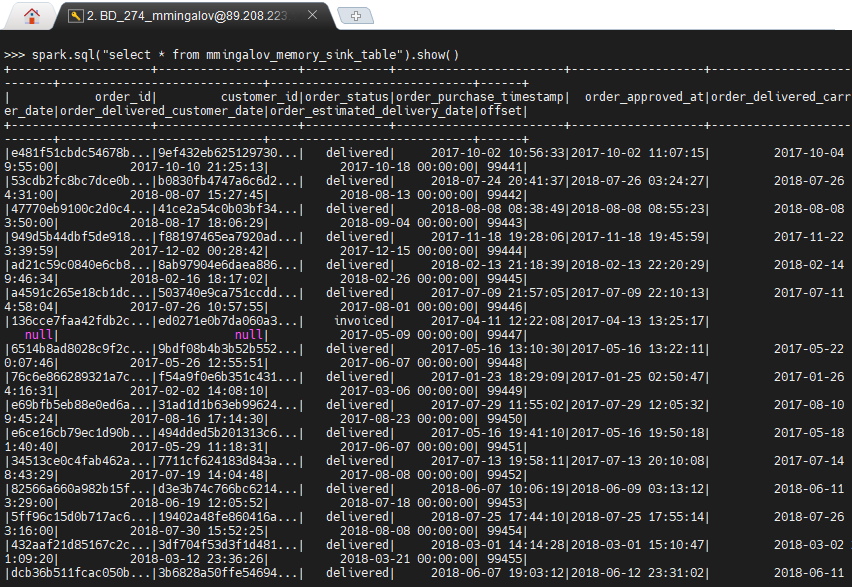 2. BD_274_mmingalov@89.208.223
>>> spark.sql("select * from mmingalov_memory_sink_table").show()
+--------------------+--------------------+------------+------------------------+-------------------+--------------------
-------+-----------------------------+-----------------------------+------+
|            order_id|         customer_id|order_status|order_purchase_timestamp|  order_approved_at|order_delivered_carr
er_date|order_delivered_customer_date|order_estimated_delivery_date|offset|
+--------------------+--------------------+------------+------------------------+-------------------+--------------------
-------+-----------------------------+-----------------------------+------+
|e481f51cbdc54678b...|9ef432eb625129730...|   delivered|     2017-10-02 10:56:33|2017-10-02 11:07:15|         2017-10-04
9:55:00|          2017-10-10 21:25:13|          2017-10-18 00:00:00| 99441|
|53cdb2fc8bc7dce0b...|b0830fb4747a6c6d2...|   delivered|     2018-07-24 20:41:37|2018-07-26 03:24:27|         2018-07-26
4:31:00|          2018-08-07 15:27:45|          2018-08-13 00:00:00| 99442|
|47770eb9100c2d0c4...|41ce2a54c0b03bf34...|   delivered|     2018-08-08 08:38:49|2018-08-08 08:55:23|         2018-08-08
3:50:00|          2018-08-17 18:06:29|          2018-09-04 00:00:00| 99443|
|949d5b44dbf5de918...|f88197465ea7920ad...|   delivered|     2017-11-18 19:28:06|2017-11-18 19:45:59|         2017-11-22
3:39:59|          2017-12-02 00:28:42|          2017-12-15 00:00:00| 99444|
|ad21c59c0840e6cb8...|8ab97904e6daea886...|   delivered|     2018-02-13 21:18:39|2018-02-13 22:20:29|         2018-02-14
9:46:34|          2018-02-16 18:17:02|          2018-02-26 00:00:00| 99445|
|a4591c265e18cb1dc...|503740e9ca751ccdd...|   delivered|     2017-07-09 21:57:05|2017-07-09 22:10:13|         2017-07-11
4:58:04|          2017-07-26 10:57:55|          2017-08-01 00:00:00| 99446|
|136cce7faa42fdb2c...|ed0271e0b7da060a3...|    invoiced|     2017-04-11 12:22:08|2017-04-13 13:25:17|
   null|                         null|          2017-05-09 00:00:00| 99447|
|6514b8ad8028c9f2c...|9bdf08b4b3b52b552...|   delivered|     2017-05-16 13:10:30|2017-05-16 13:22:11|         2017-05-22
0:07:46|          2017-05-26 12:55:51|          2017-06-07 00:00:00| 99448|
|76c6e866289321a7c...|f54a9f0e6b351c431...|   delivered|     2017-01-23 18:29:09|2017-01-25 02:50:47|         2017-01-26
4:16:31|          2017-02-02 14:08:10|          2017-03-06 00:00:00| 99449|
|e69bfb5eb88e0ed6a...|31ad1d1b63eb99624...|   delivered|     2017-07-29 11:55:02|2017-07-29 12:05:32|         2017-08-10
9:45:24|          2017-08-16 17:14:30|          2017-08-23 00:00:00| 99450|
|e6ce16cb79ec1d90b...|494dded5b201313c6...|   delivered|     2017-05-16 19:41:10|2017-05-16 19:50:18|         2017-05-18
1:40:40|          2017-05-29 11:18:31|          2017-06-07 00:00:00| 99451|
|34513ce0c4fab462a...|7711cf624183d843a...|   delivered|     2017-07-13 19:58:11|2017-07-13 20:10:08|         2017-07-14
8:43:29|          2017-07-19 14:04:48|          2017-08-08 00:00:00| 99452|
|82566a660a982b15f...|d3e3b74c766bc6214...|   delivered|     2018-06-07 10:06:19|2018-06-09 03:13:12|         2018-06-11
3:29:00|          2018-06-19 12:05:52|          2018-07-18 00:00:00| 99453|
|5ff96c15d0b717ac6...|19402a48fe860416a...|   delivered|     2018-07-25 17:44:10|2018-07-25 17:55:14|         2018-07-26
3:16:00|          2018-07-30 15:52:25|          2018-08-08 00:00:00| 99454|
|432aaf21d85167c2c...|3df704f53d3f1d481...|   delivered|     2018-03-01 14:14:28|2018-03-01 15:10:47|         2018-03-02
1:09:20|          2018-03-12 23:36:26|          2018-03-21 00:00:00| 99455|
|dcb36b511fcac050b...|3b6828a50ffe54694...|   delivered|     2018-06-07 19:03:12|2018-06-12 23:31:02|         2018-06-11